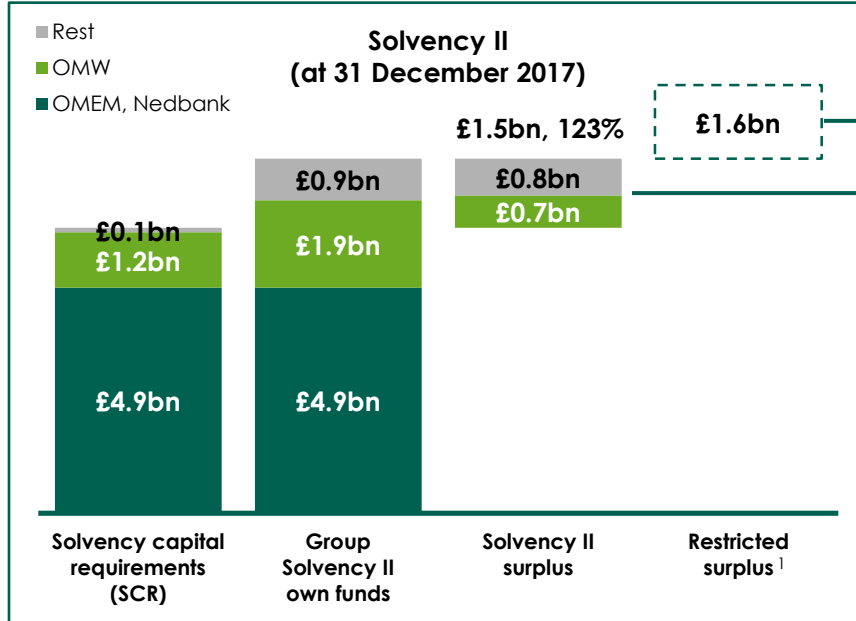 Rest
OMW
OMEM, Nedbank
Solvency II
(at 31 December 2017)
£1.5bn, 123%
£1.6bn
£0.9bn
£0.8bn
£0.7bn
£0.1bn
£1.2bn
£1.9bn
£4.9bn
£4.9bn
Solvency capital
requirements
(SCR)
Group
Solvency II
own funds
Solvency II
surplus
Restricted
surplus 1